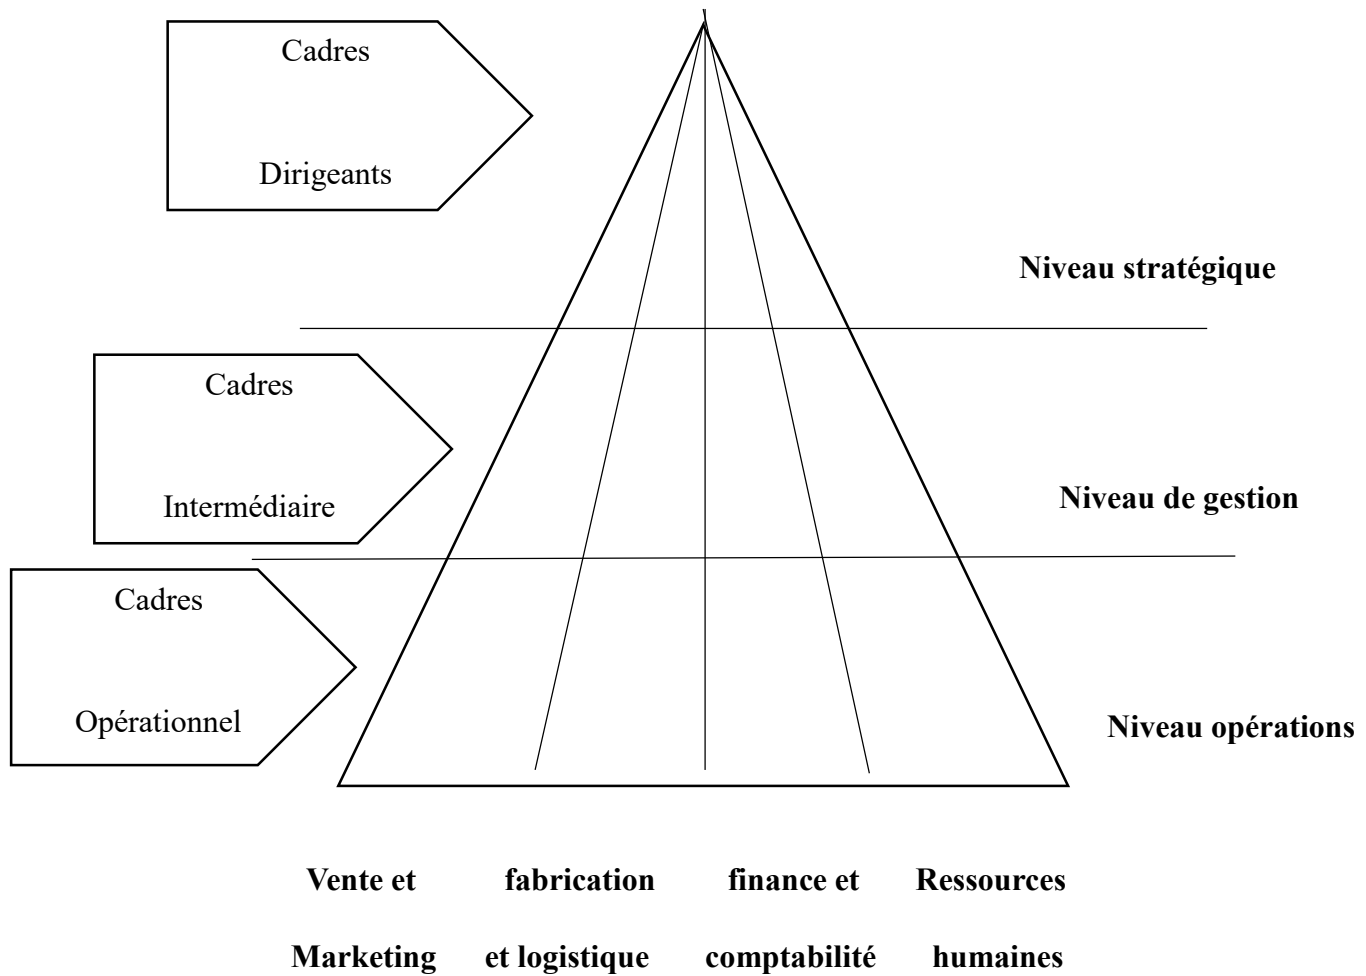 Cadres
Dirigeants
Niveau stratégique
Cadres
Intermédiaire
Niveau de gestion
Cadres
Opérationnel
Niveau opérations
Vente et fabrication finance et Ressources
Marketing et logistique comptabilité humaines